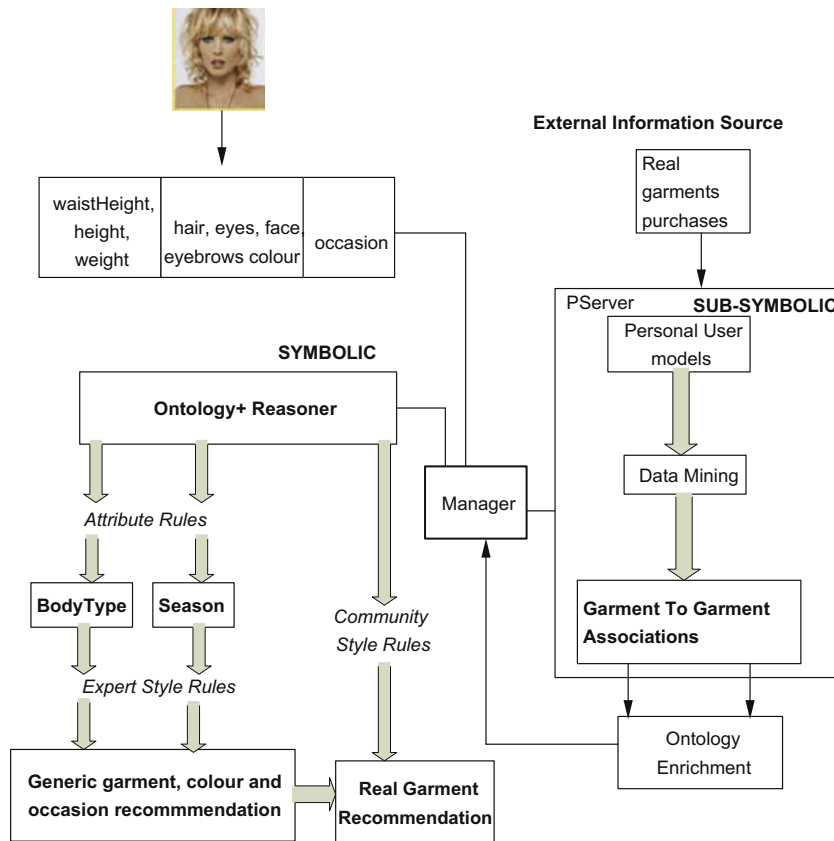 External Information Source
Real
garments
purchases
waistHeight,
height,
weight
hair, eyes, face,
eyebrows colour
occasion
PServer
SUB-SYMBOLIC
Personal User
models
SYMBOLIC
Ontology+ Reasoner
Data Mining
Manager
Attribute Rules
BodyType
Season
Garment To Garment
Associations
Community
Style Rules
Expert Style Rules
Ontology
Enrichment
Generic garment, colour and
occasion recommmendation
Real Garment
Recommendation